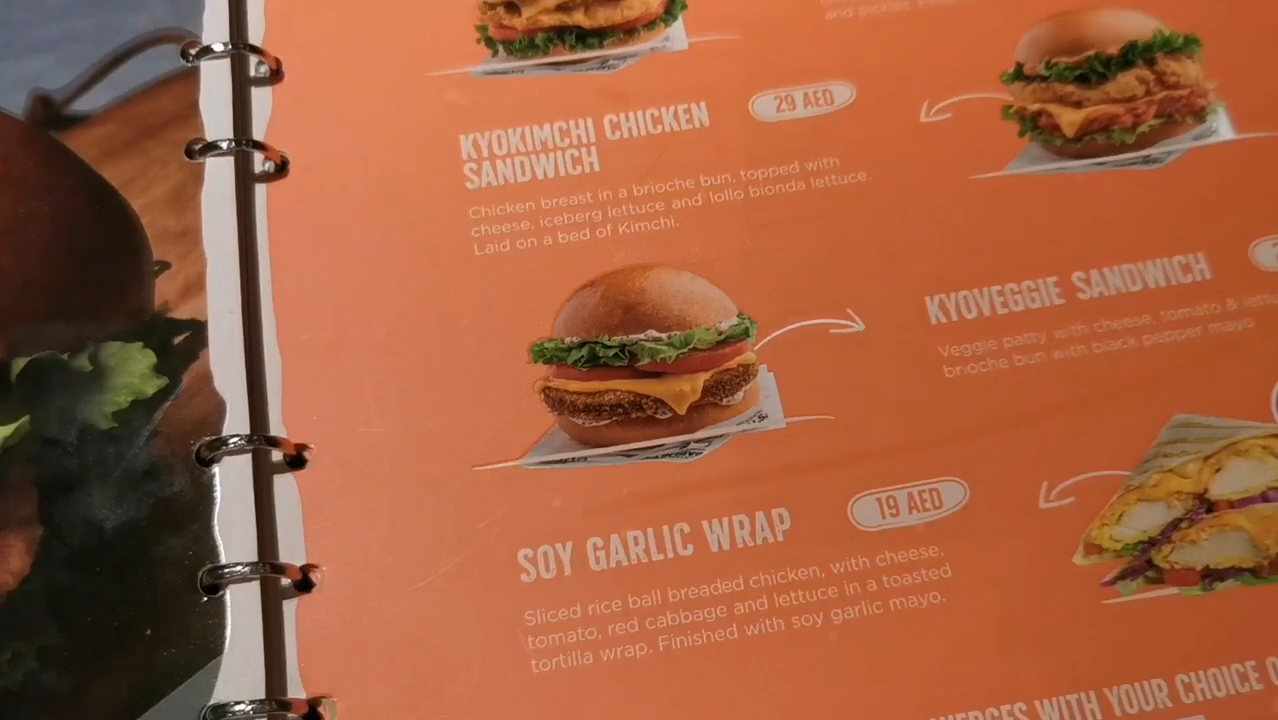 and pickles.
KYOKIMCHI CHICKEN
SANDWICH
29 AED
Chicken breast in a brioche bun, topped with
cheese, iceberg lettuce and lollo bionda lettuce.
Laid on a bed of Kimchi.
KYOVEGGIE SANDWICH
Veggie patty with cheese, tomato &
brioche bun with black pepper mayo
SOY GARLIC WRAP
19 AED
Sliced rice ball breaded chicken, with cheese,
tomato, red cabbage and lettuce in a toasted
tortilla wrap. Finished with soy garlic mayo.
WITH YOUR CHOICE